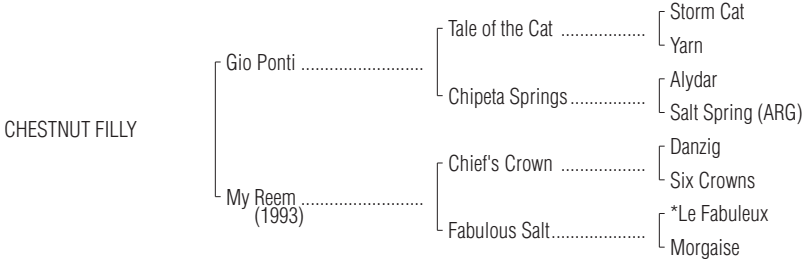 Storm Cat
Tale of the Cat ..................
Yarn
Gio Ponti ..........................
Alydar
Chipeta Springs................
Salt Spring (ARG)
CHESTNUT FILLY
Danzig
Chief's Crown ..................
Six Crowns
My Reem ..........................
(1993)
*Le Fabuleux
Fabulous Salt....................
Morgaise